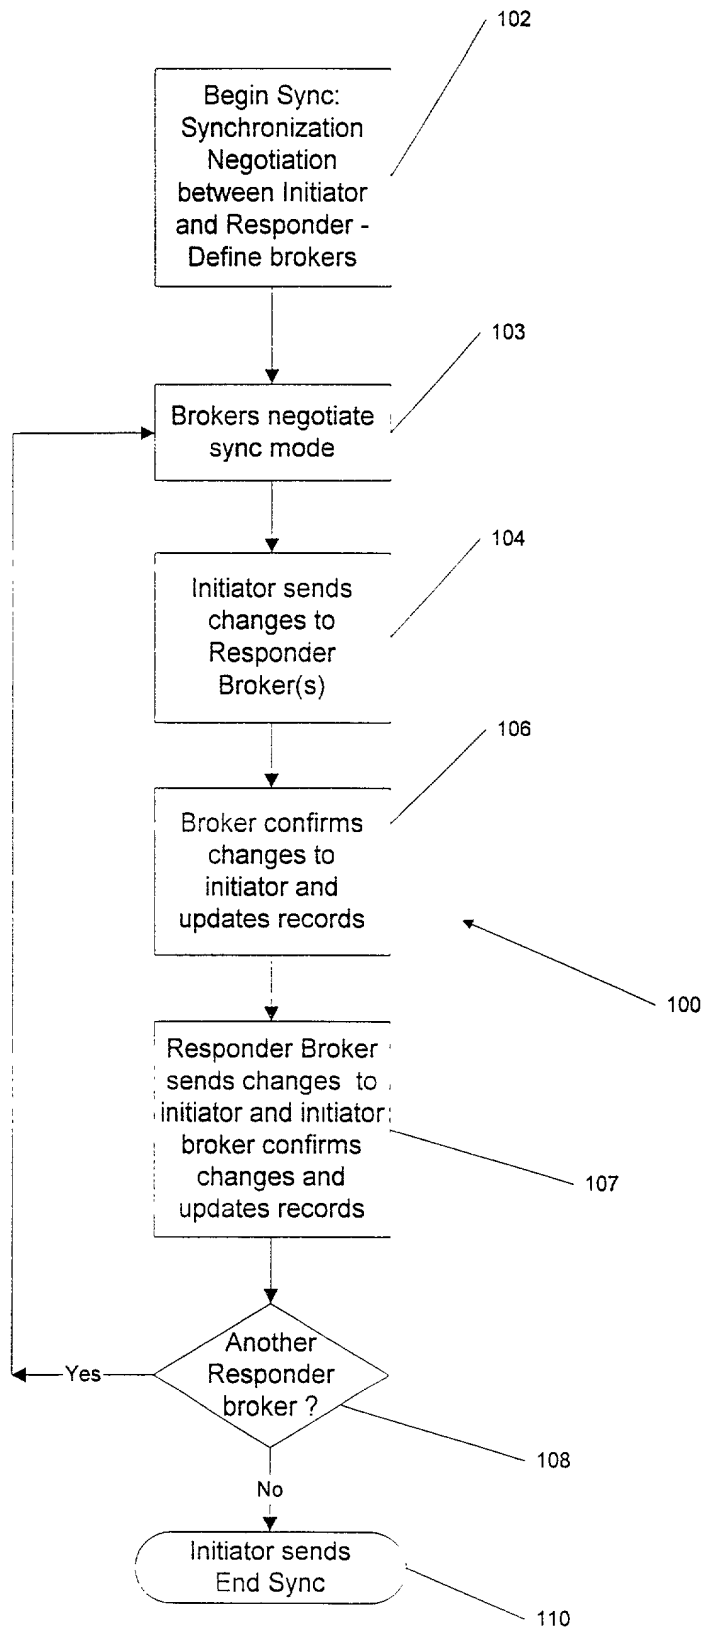 102
Begin Sync:
Synchronization
Negotiation
between Initiator
and Responder -
Define brokers
103
Brokers negotiate
sync mode
104
Initiator sends
changes to
Responder
Broker(s)
106
Broker confirms
changes to
initiator and
updates records
100
Responder Broker
sends changes to
initiator and initiator
broker confirms
changes and
updates records
107
Another
Responder
broker ?
Yes
108
No
Initiator sends
End Sync
110